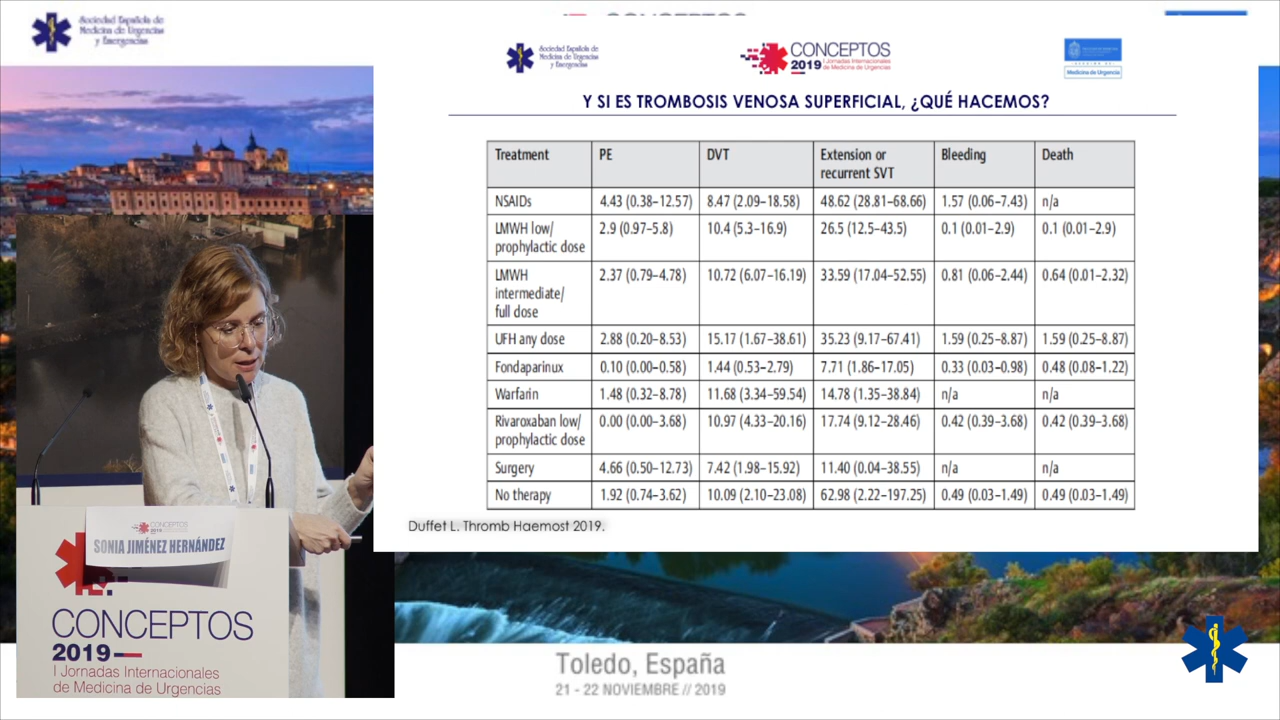 Sociedad Española de
Medicina de Urgencias
y Emergencias
CONCEPTOS
Sociedad Española de
Medicina de Urgencias
y Emergencias
CONCEPTOS
2019 I Jornadas Internacionales
de Medicina de Urgencias
Medicina de Urgencia
Y SI ES TROMBOSIS VENOSA SUPERFICIAL, ¿QUÉ HACEMOS?
Treatment PE DVT Extension or recurrent SVT Bleeding Death
NSAIDs 4.43 (0.38–12.57) 8.47 (2.09–18.58) 48.62 (28.81–68.66) 1.57 (0.06–7.43) n/a
LMWH low/ prophylactic dose 2.9 (0.97–5.8) 10.4 (5.3–16.9) 26.5 (12.5–43.5) 0.1 (0.01–2.9) 0.1 (0.01–2.9)
LMWH intermediate/ full dose 2.37 (0.79–4.78) 10.72 (6.07–16.19) 33.59 (17.04–52.55) 0.81 (0.06–2.44) 0.64 (0.01–2.32)
UFH any dose 2.88 (0.20–8.53) 15.17 (1.67–38.61) 35.23 (9.17–67.41) 1.59 (0.25–8.87) 1.59 (0.25–8.87)
Fondaparinux 0.10 (0.00–0.58) 1.44 (0.53–2.79) 7.71 (1.86–17.05) 0.33 (0.03–0.98) 0.48 (0.08–1.22)
Warfarin 1.48 (0.32–8.78) 11.68 (3.34–59.54) 14.78 (1.35–38.84) n/a n/a
Rivaroxaban low/ prophylactic dose 0.00 (0.00–3.68) 10.97 (4.33–20.16) 17.74 (9.12–28.46) 0.42 (0.39–3.68) 0.42 (0.39–3.68)
Surgery 4.66 (0.50–12.73) 7.42 (1.98–15.92) 11.40 (0.04–38.55) n/a n/a
No therapy 1.92 (0.74–3.62) 10.09 (2.10–23.08) 62.98 (2.22–197.25) 0.49 (0.03–1.49) 0.49 (0.03–1.49)
Duffet L. Thromb Haemost 2019.
CONCEPTOS
2019
SONIA JIMÉNEZ HERNÁNDEZ
CONCEPTOS
2019
I Jornadas Internacionales
de Medicina de Urgencias
Toledo, España
21 - 22 NOVIEMBRE // 2019